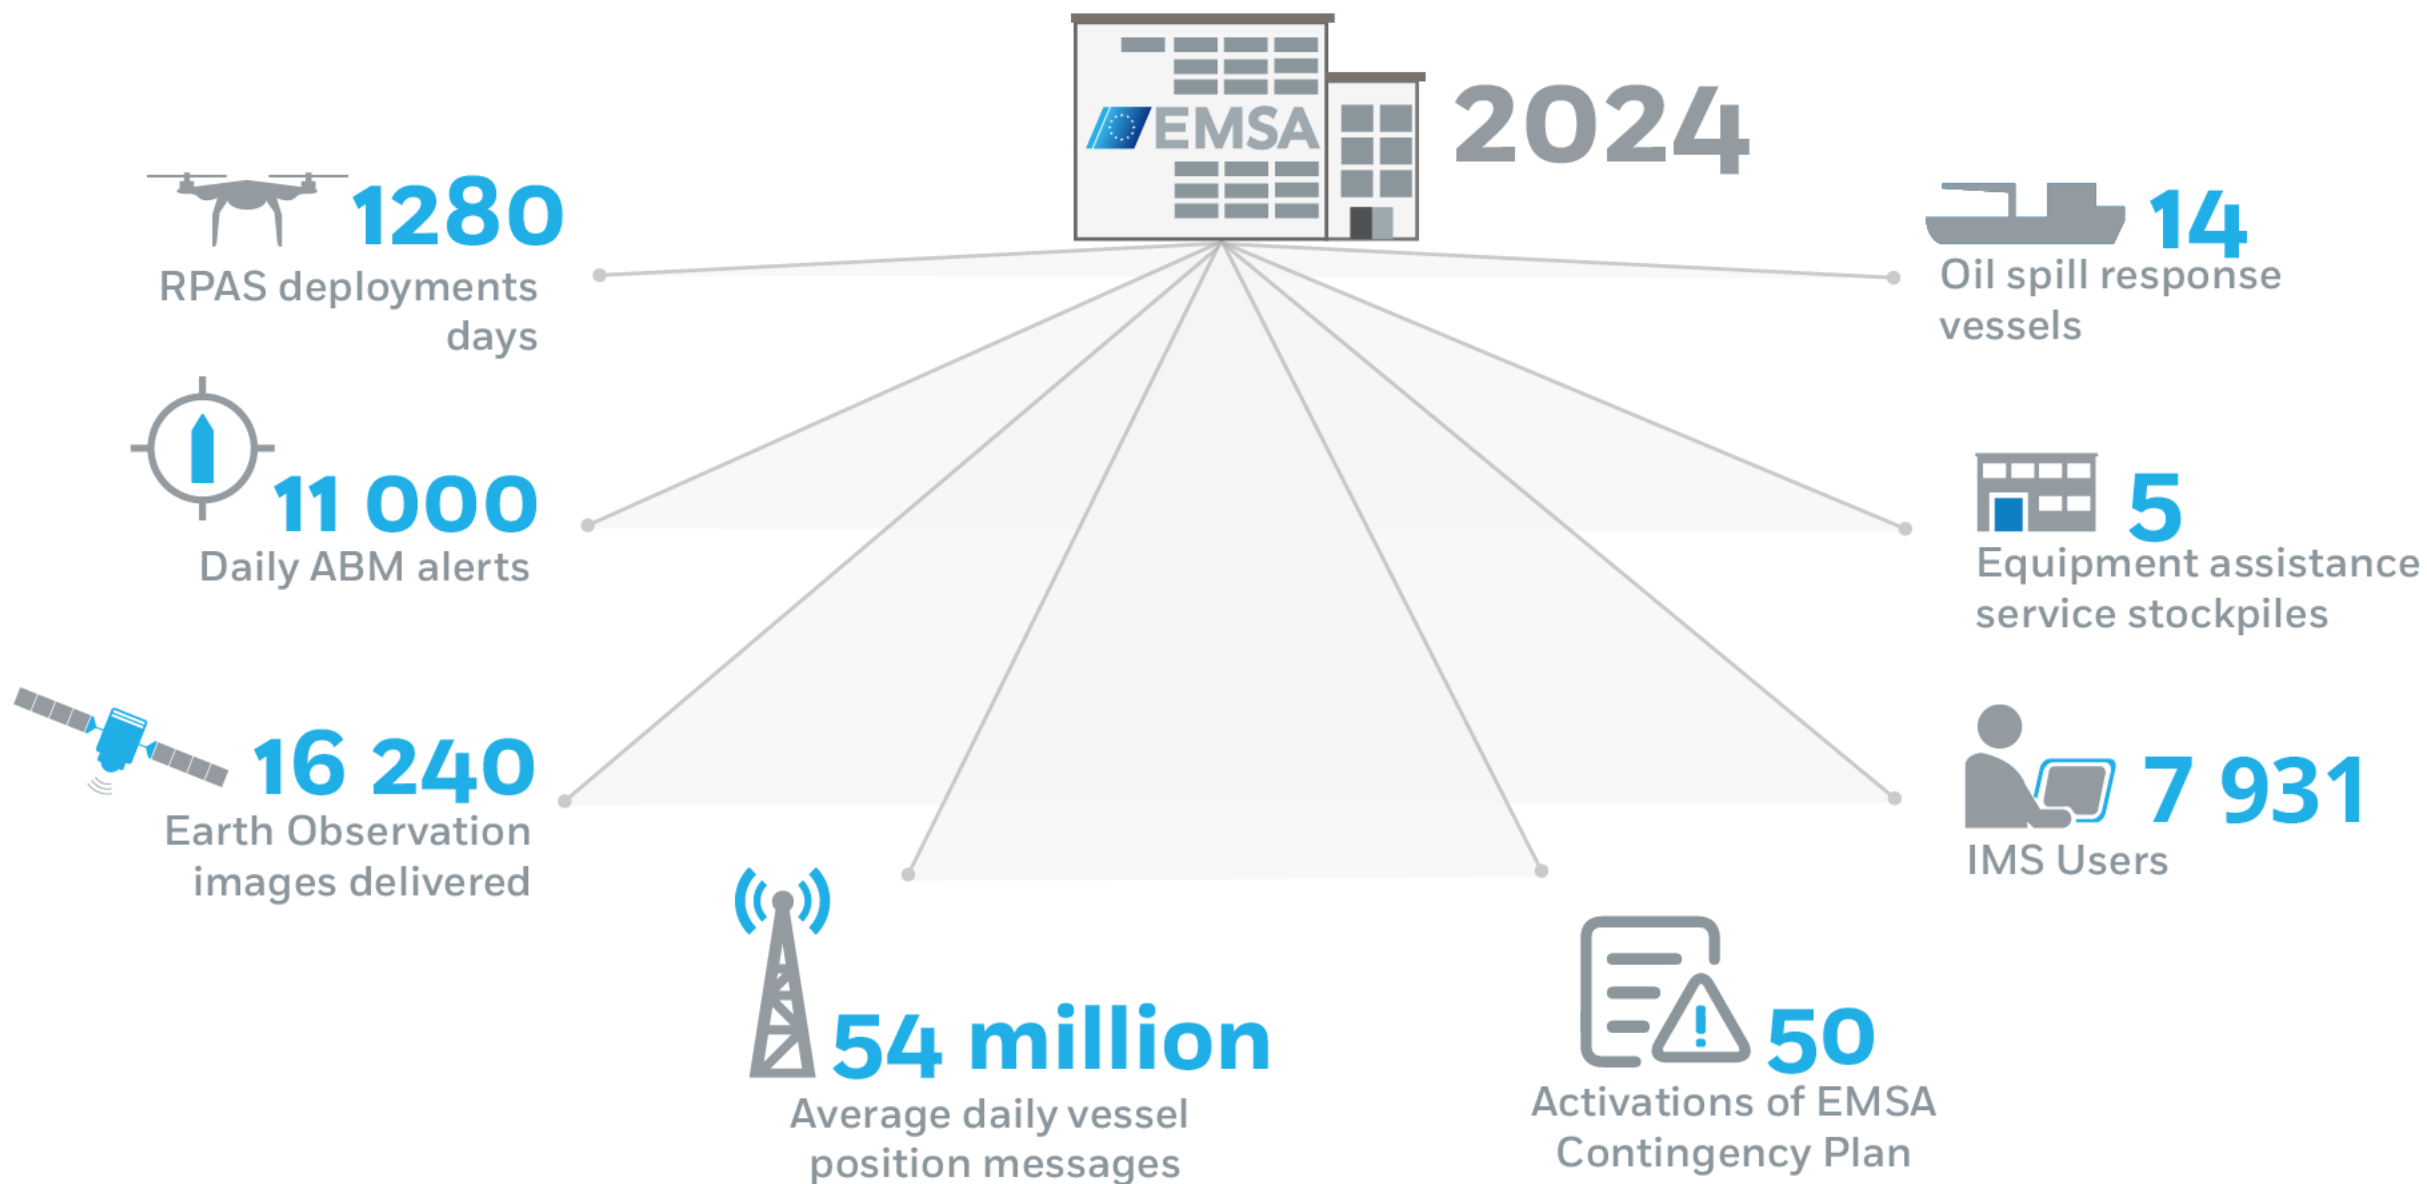 EMSA
2024
1280
RPAS deployments
days
11 000
Daily ABM alerts
16 240
Earth Observation
images delivered
54 million
Average daily vessel
position messages
50
Activations of EMSA
Contingency Plan
7 931
IMS Users
5
Equipment assistance
service stockpiles
14
Oil spill response
vessels